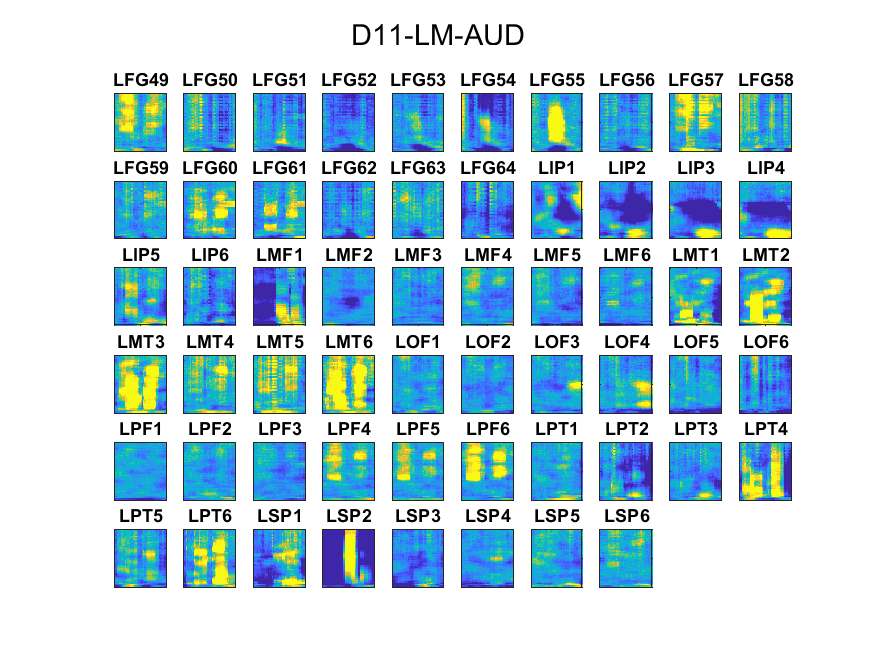 D11-LM-AUD
LFG49 LFG50 LFG51 LFG52 LFG53 LFG54 LFG55 LFG56 LFG57 LFG58
LFG59 LFG60 LFG61 LFG62 LFG63 LFG64 LIP1 LIP2 LIP3 LIP4
LIP5 LIP6 LMF1 LMF2 LMF3 LMF4 LMF5 LMF6 LMT1 LMT2
LMT3 LMT4 LMT5 LMT6 LOF1 LOF2 LOF3 LOF4 LOF5 LOF6
LPF1 LPF2 LPF3 LPF4 LPF5 LPF6 LPT1 LPT2 LPT3 LPT4
LPT5 LPT6 LSP1 LSP2 LSP3 LSP4 LSP5 LSP6